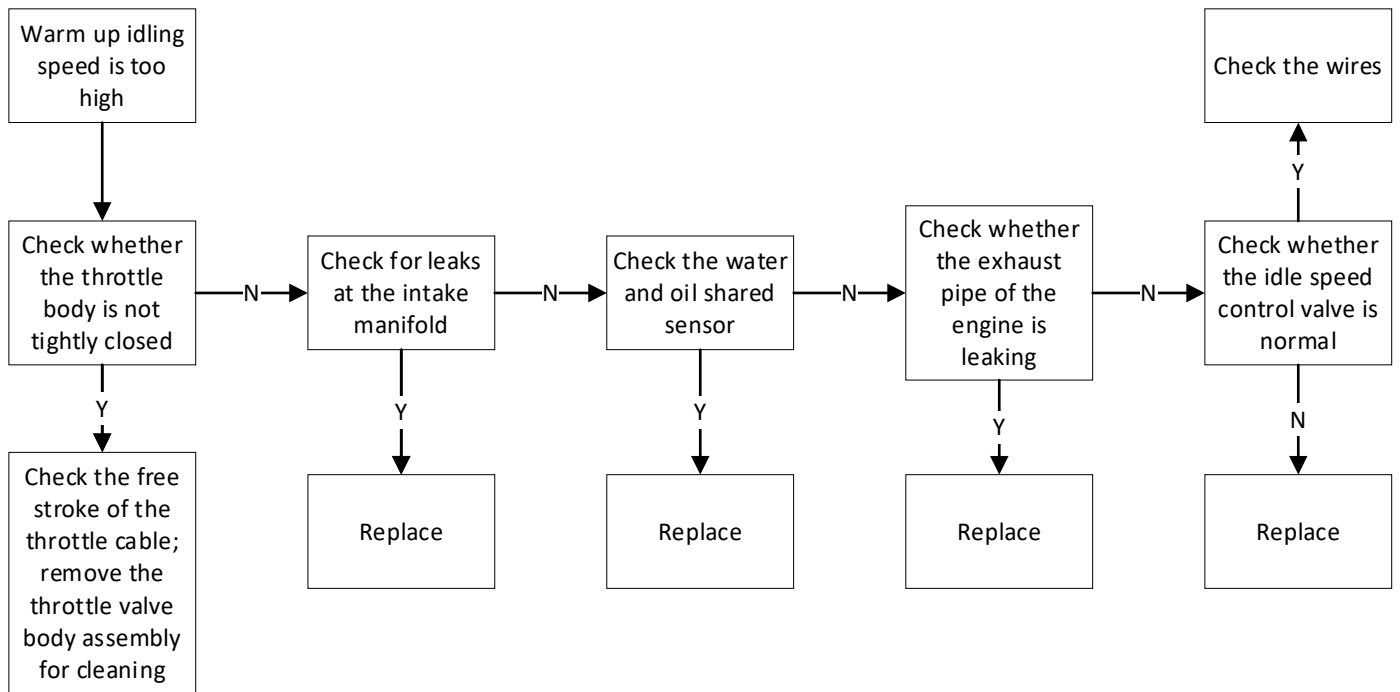 Warm up idling
speed is too
high
Check the wires
Y
Check whether
the throttle
body is not
tightly closed
N
Check for leaks
at the intake
manifold
N
Check the water
and oil shared
sensor
N
Check whether
the exhaust
pipe of the
engine is
leaking
N
Check whether
the idle speed
control valve is
normal
Y
Y
Y
Y
N
Check the free
stroke of the
throttle cable;
remove the
throttle valve
body assembly
for cleaning
Replace
Replace
Replace
Replace